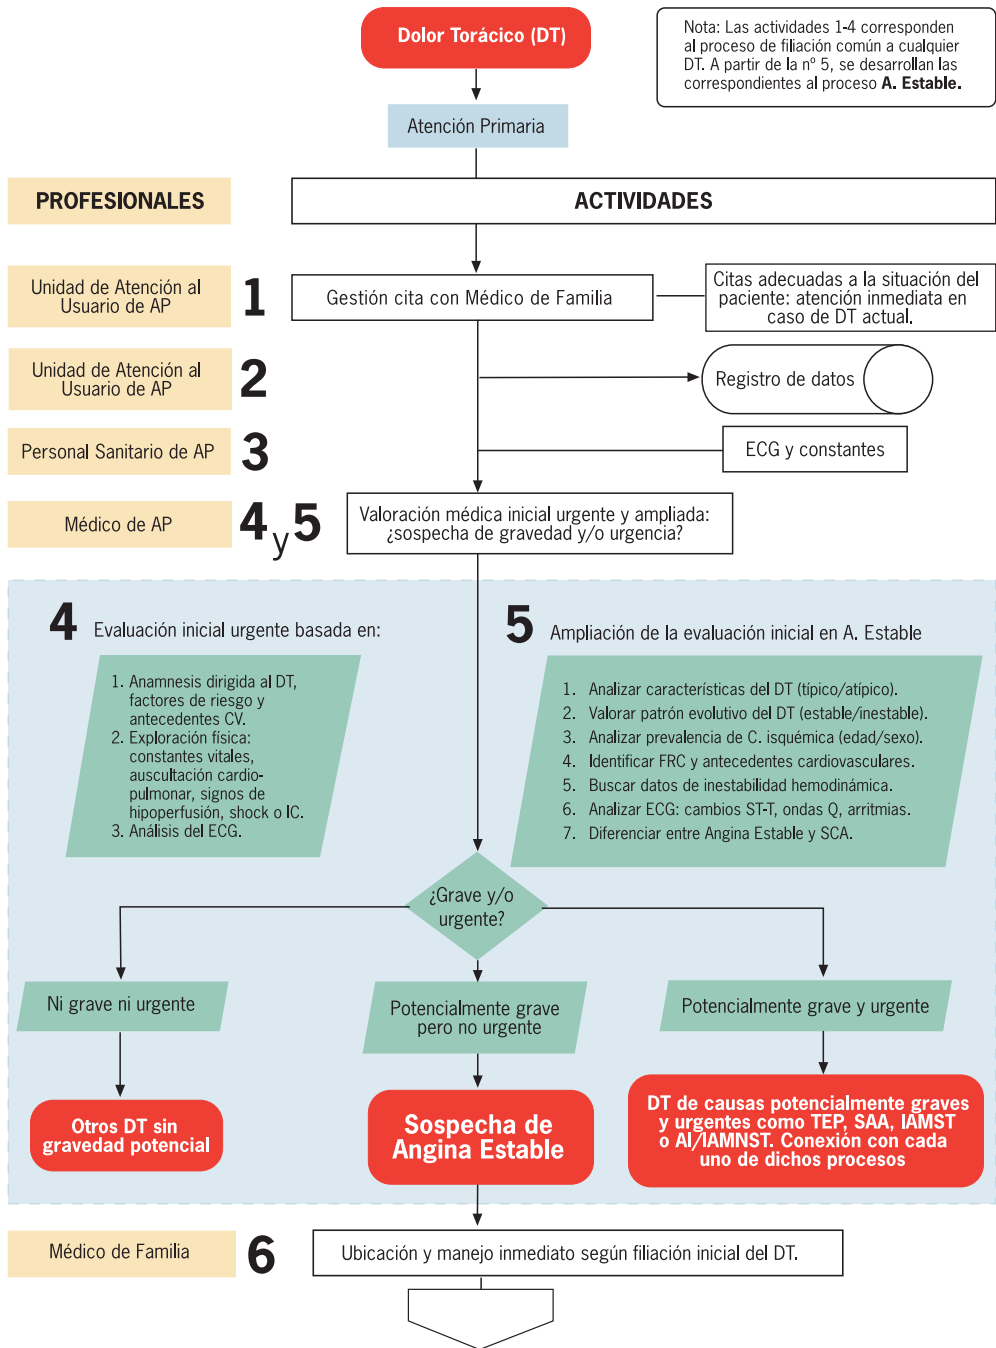 Dolor Torácico (DT)
Nota: Las actividades 1-4 corresponden
al proceso de filiación común a cualquier
DT. A partir de la nº 5, se desarrollan las
correspondientes al proceso A. Estable.
Atención Primaria
PROFESIONALES
ACTIVIDADES
Unidad de Atención al
Usuario de AP
1
Gestión cita con Médico de Familia
Citas adecuadas a la situación del
paciente: atención inmediata en
caso de DT actual.
Unidad de Atención al
Usuario de AP
2
Registro de datos
Personal Sanitario de AP
3
ECG y constantes
Médico de AP
4 y 5
Valoración médica inicial urgente y ampliada:
¿sospecha de gravedad y/o urgencia?
4 Evaluación inicial urgente basada en:
1. Anamnesis dirigida al DT,
factores de riesgo y
antecedentes CV.
2. Exploración física:
constantes vitales,
auscultación cardio-
pulmonar, signos de
hipoperfusión, shock o IC.
3. Análisis del ECG.
5 Ampliación de la evaluación inicial en A. Estable
1. Analizar características del DT (típico/atípico).
2. Valorar patrón evolutivo del DT (estable/inestable).
3. Analizar prevalencia de C. isquémica (edad/sexo).
4. Identificar FRC y antecedentes cardiovasculares.
5. Buscar datos de inestabilidad hemodinámica.
6. Analizar ECG: cambios ST-T, ondas Q, arritmias.
7. Diferenciar entre Angina Estable y SCA.
¿Grave y/o
urgente?
Ni grave ni urgente
Potencialmente grave
pero no urgente
Potencialmente grave y urgente
Otros DT sin
gravedad potencial
Sospecha de
Angina Estable
DT de causas potencialmente graves
y urgentes como TEP, SAA, IAMST
o AI/IAMNST. Conexión con cada
uno de dichos procesos
Médico de Familia
6
Ubicación y manejo inmediato según filiación inicial del DT.